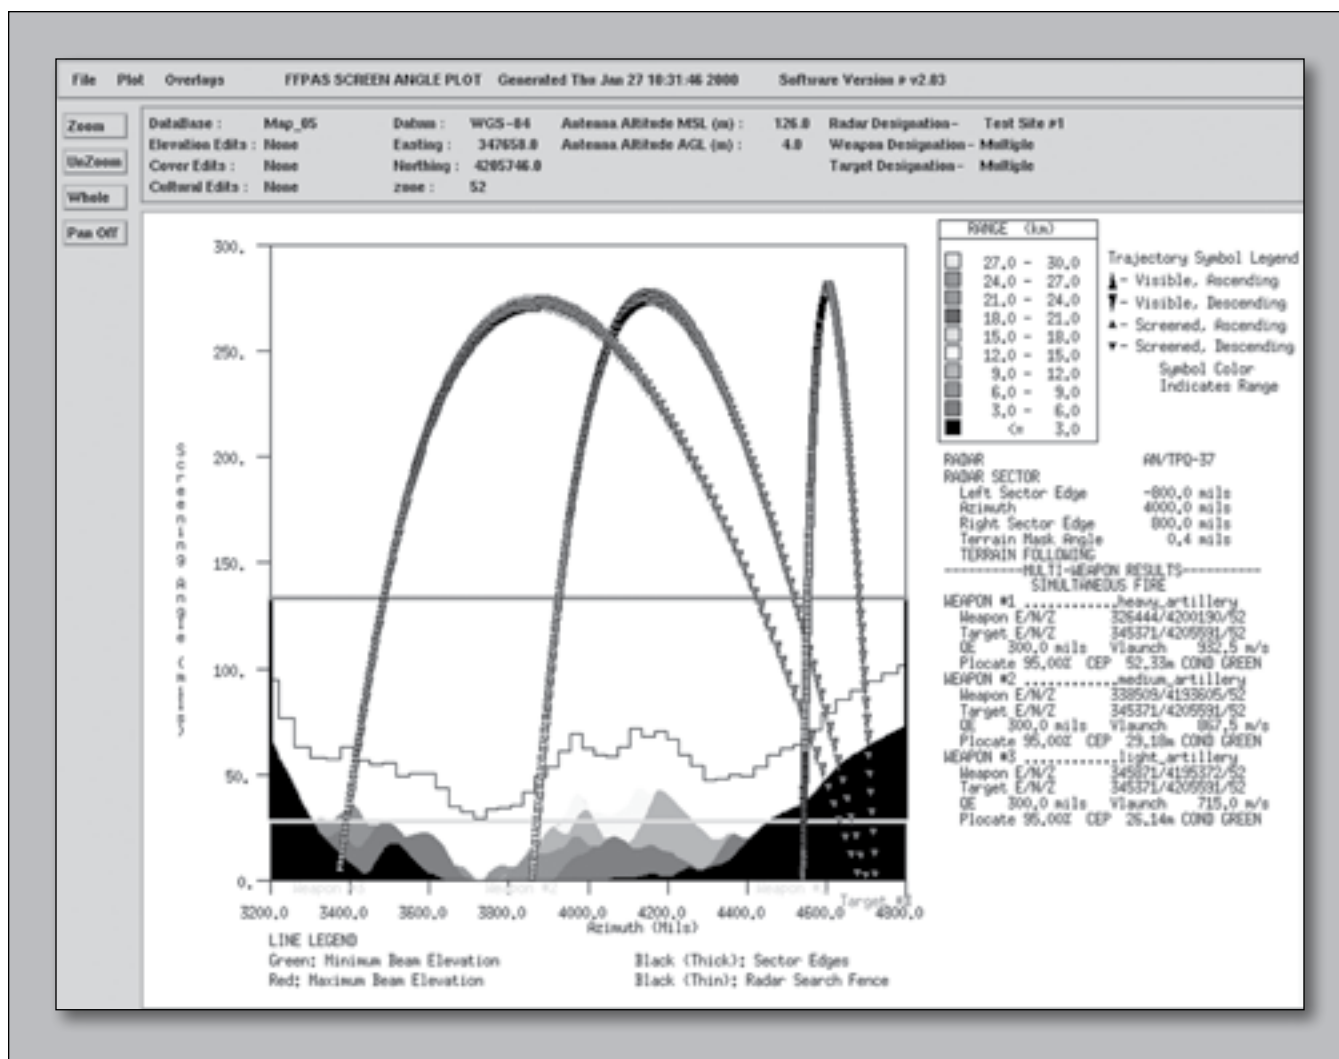 File Plot Overlays FFPAS SCREEN ANGLE PLOT Generated Thu Jan 27 10:31:46 2000 Software Version # v2.03
Zoom
UnZoom
Whole
Pan Off
DataBase : Map_05 Datum : WGS-84 Antenna Altitude MSL (m) : 126.0 Radar Designation- Test Site #1
Elevation Edits : None Easting : 347658.0 Antenna Altitude AGL (m) : 4.0 Weapon Designation- Multiple
Cover Edits : None Northing : 4205746.0 Target Designation- Multiple
Cultural Edits : None zone : 52
300.
250.
200.
150.
100.
50.
0.
Screening Angle (mils)
Weapon #2
Target
3200.0 3400.0 3600.0 3800.0 4000.0 4200.0 4400.0 4600.0 4800.0
Azimuth (Mils)
LINE LEGEND
Green: Minimum Beam Elevation Black (Thick): Sector Edges
Red: Maximum Beam Elevation Black (Thin): Radar Search Fence
RANGE (km)
27.0 - 30.0
24.0 - 27.0
21.0 - 24.0
18.0 - 21.0
15.0 - 18.0
12.0 - 15.0
9.0 - 12.0
6.0 - 9.0
3.0 - 6.0
<= 3.0
Trajectory Symbol Legend
- Visible, Ascending
- Visible, Descending
- Screened, Ascending
- Screened, Descending
Symbol Color
Indicates Range
RADAR AN/TPQ-37
RADAR SECTOR
Left Sector Edge -800.0 mils
Azimuth 4000.0 mils
Right Sector Edge 800.0 mils
Terrain Mask Angle 0.4 mils
TERRAIN FOLLOWING
----------MULTI-WEAPON RESULTS----------
SIMULTANEOUS FIRE
WEAPON #1 ............heavy_artillery
Weapon E/N/Z 326444/4200190/52
Target E/N/Z 345371/4205591/52
QE 300.0 mils Vlaunch 932.5 m/s
Plocate 95.00% CEP 52.33m COND GREEN
WEAPON #2 ............medium_artillery
Weapon E/N/Z 338509/4193605/52
Target E/N/Z 345371/4205591/52
QE 300.0 mils Vlaunch 867.5 m/s
Plocate 95.00% CEP 29.18m COND GREEN
WEAPON #3 ............light_artillery
Weapon E/N/Z 4195372/52
Target E/N/Z 345371/4205591/52
QE 300.0 mils Vlaunch 715.0 m/s
Plocate 95.00% CEP 26.14m COND GREEN